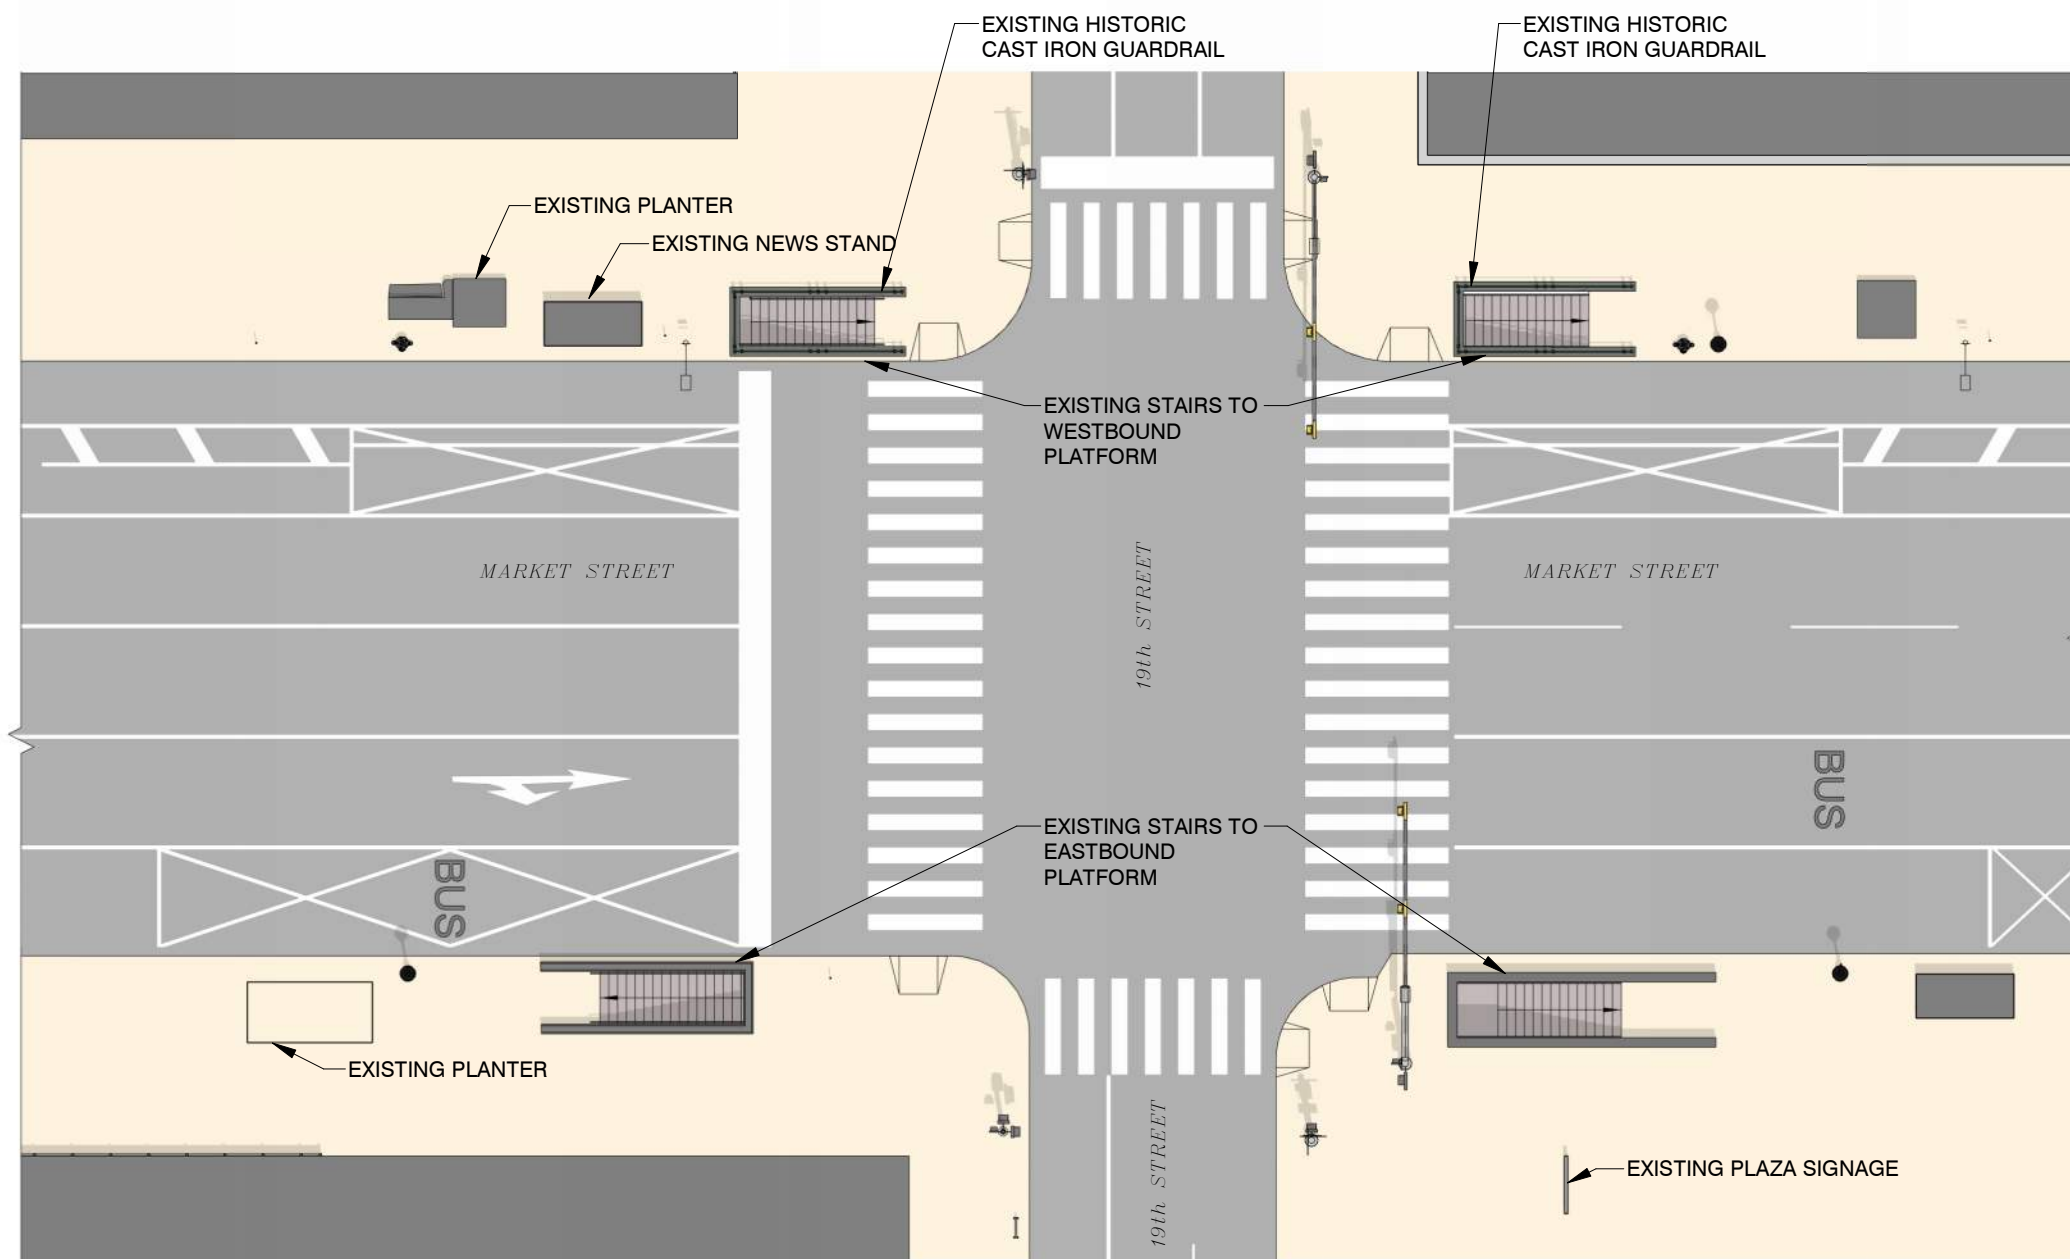 EXISTING HISTORIC
CAST IRON GUARDRAIL
EXISTING HISTORIC
CAST IRON GUARDRAIL
EXISTING PLANTER
EXISTING NEWS STAND
EXISTING STAIRS TO
WESTBOUND
PLATFORM
MARKET STREET
19th STREET
MARKET STREET
BUS
EXISTING STAIRS TO
EASTBOUND
PLATFORM
BUS
EXISTING PLANTER
19th STREET
EXISTING PLAZA SIGNAGE